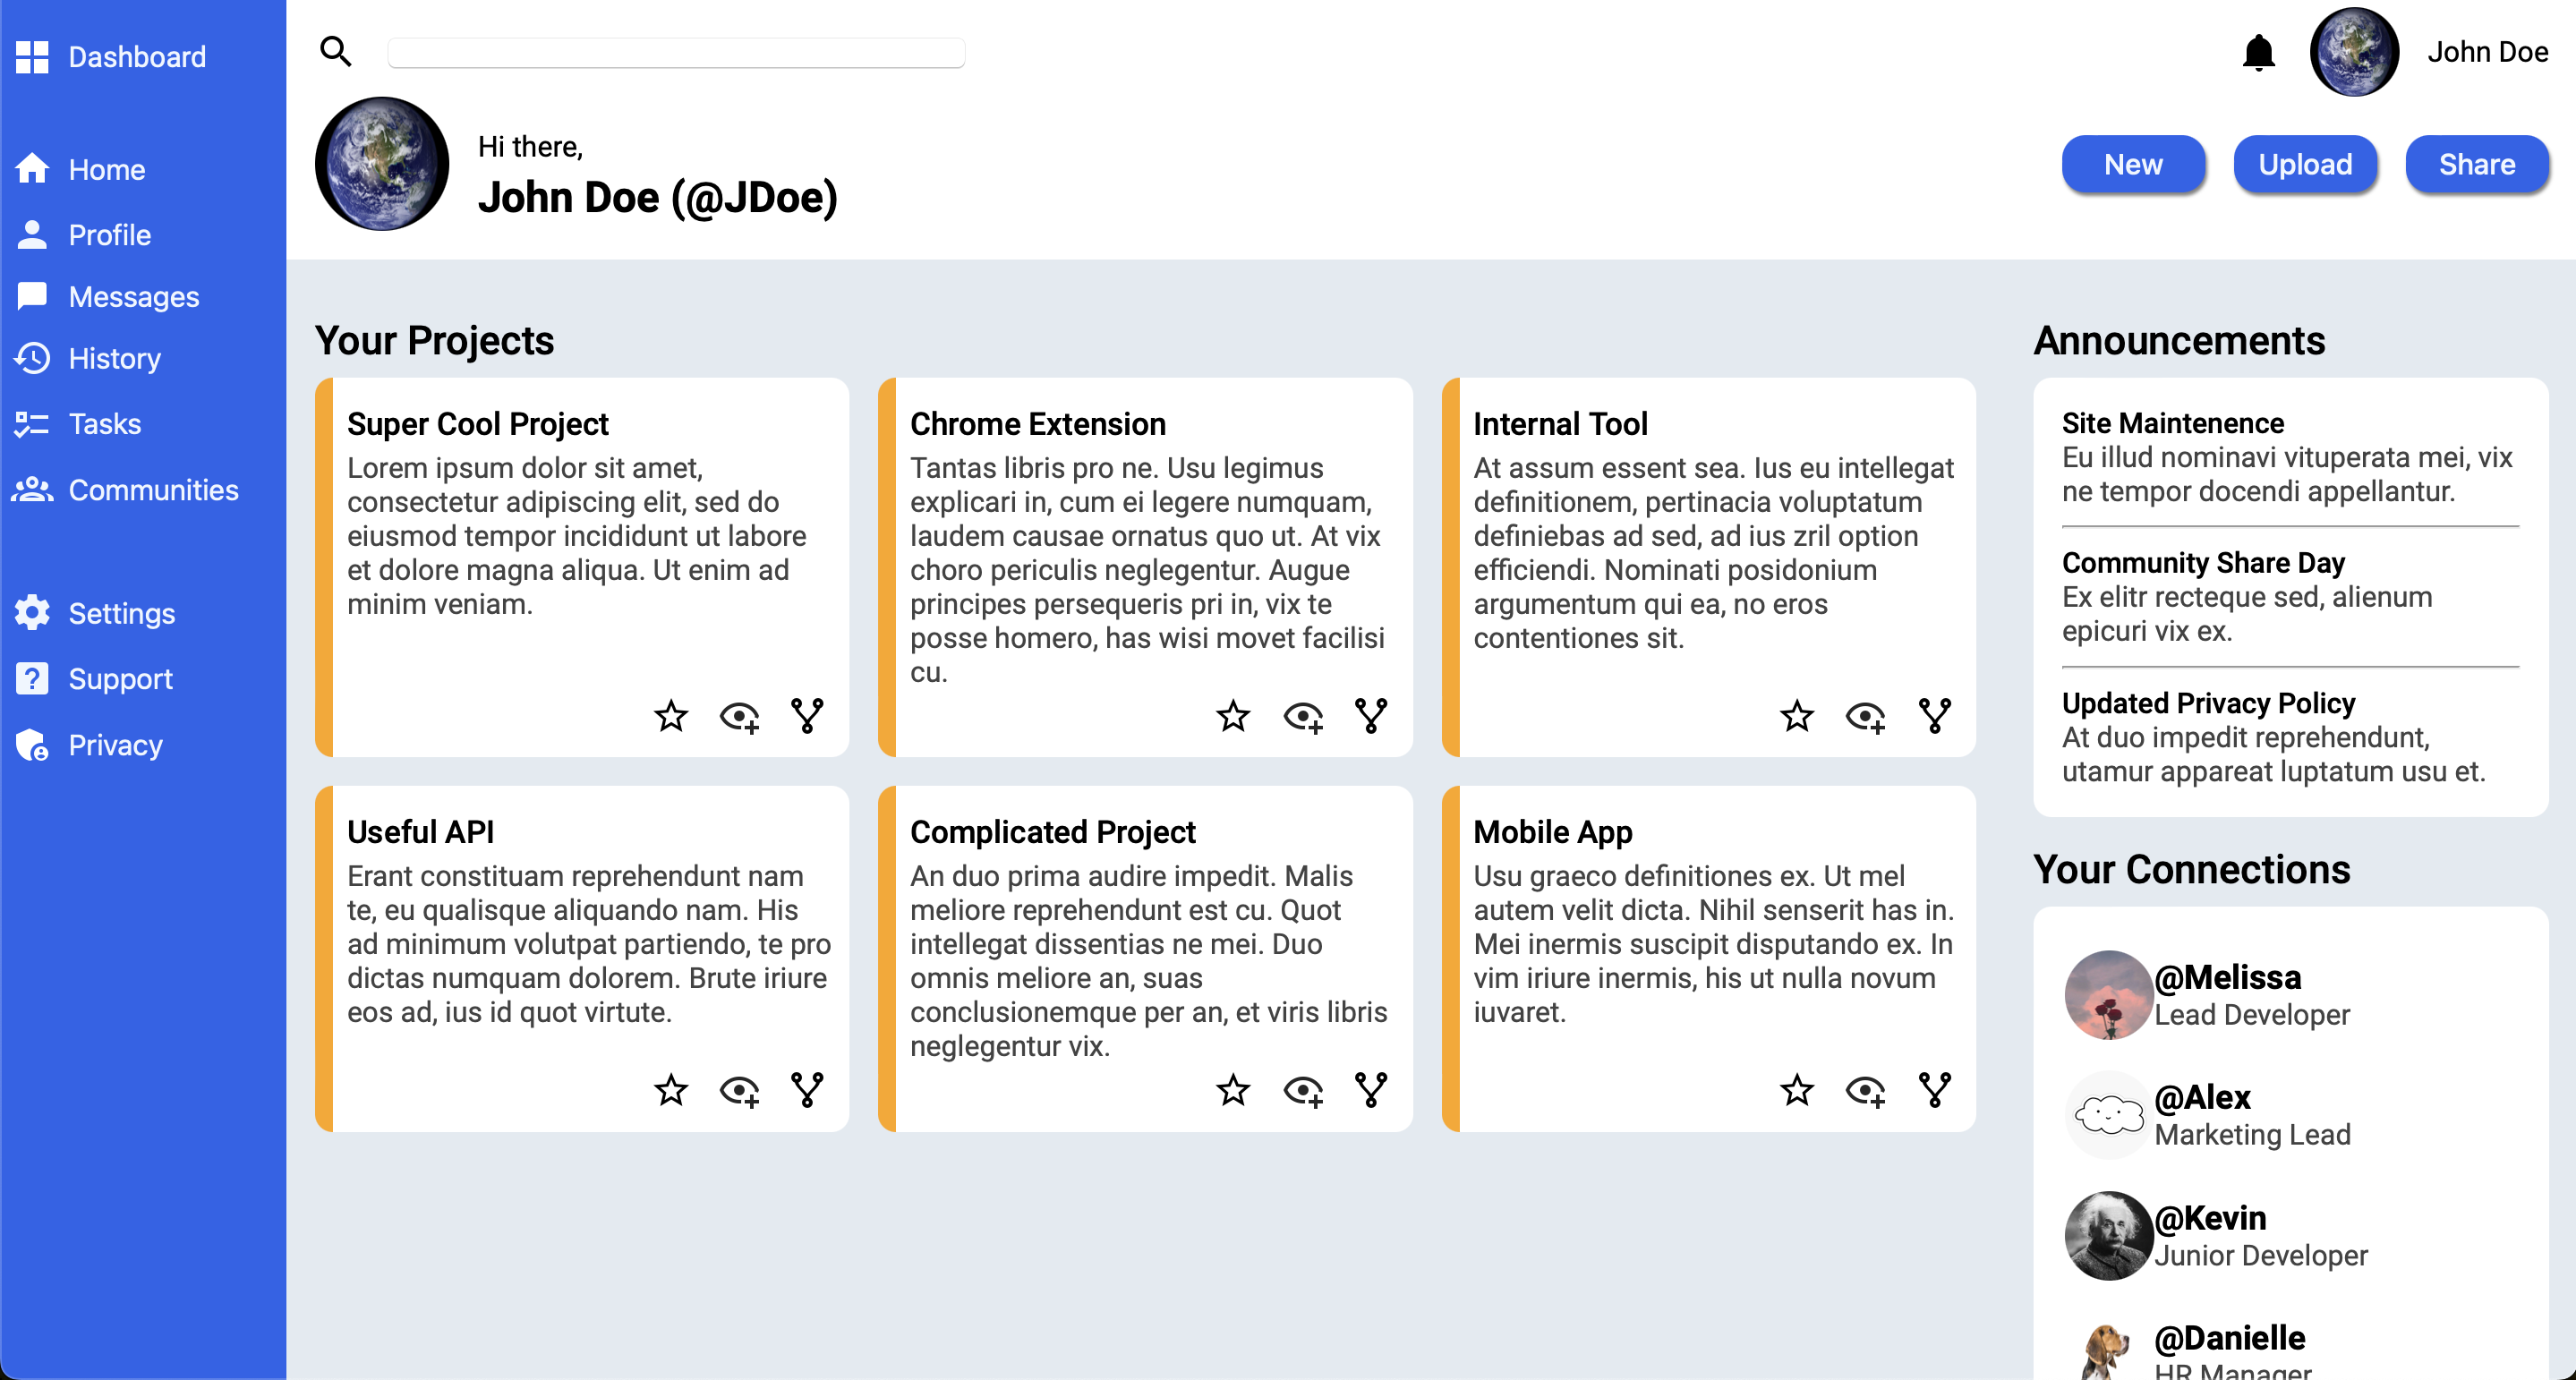 Dashboard
Home
Profile
Messages
History
Tasks
Communities
Settings
Support
Privacy
John Doe
Hi there,
John Doe (@JDoe)
New
Upload
Share
Your Projects
Super Cool Project
Lorem ipsum dolor sit amet,
consectetur adipiscing elit, sed do
eiusmod tempor incididunt ut labore
et dolore magna aliqua. Ut enim ad
minim veniam.
Chrome Extension
Tantas libris pro ne. Usu legimus
explicari in, cum ei legere numquam,
laudem causae ornatus quo ut. At vix
choro periculis neglegentur. Augue
principes persequeris pri in, vix te
posse homero, has wisi movet facilisi
cu.
Internal Tool
At assum essent sea. Ius eu intellegat
definitionem, pertinacia voluptatum
definiebas ad sed, ad ius zril option
efficiendi. Nominati posidonium
argumentum qui ea, no eros
contentiones sit.
Useful API
Erant constituam reprehendunt nam
te, eu qualisque aliquando nam. His
ad minimum volutpat partiendo, te pro
dictas numquam dolorem. Brute iriure
eos ad, ius id quot virtute.
Complicated Project
An duo prima audire impedit. Malis
meliore reprehendunt est cu. Quot
intellegat dissentias ne mei. Duo
omnis meliore an, suas
conclusionemque per an, et viris libris
neglegentur vix.
Mobile App
Usu graeco definitiones ex. Ut mel
autem velit dicta. Nihil senserit has in.
Mei inermis suscipit disputando ex. In
vim iriure inermis, his ut nulla novum
iuvaret.
Announcements
Site Maintenence
Eu illud nominavi vituperata mei, vix
ne tempor docendi appellantur.
Community Share Day
Ex elitr recteque sed, alienum
epicuri vix ex.
Updated Privacy Policy
At duo impedit reprehendunt,
utamur appareat luptatum usu et.
Your Connections
@Melissa
Lead Developer
@Alex
Marketing Lead
@Kevin
Junior Developer
@Danielle
HR Manager